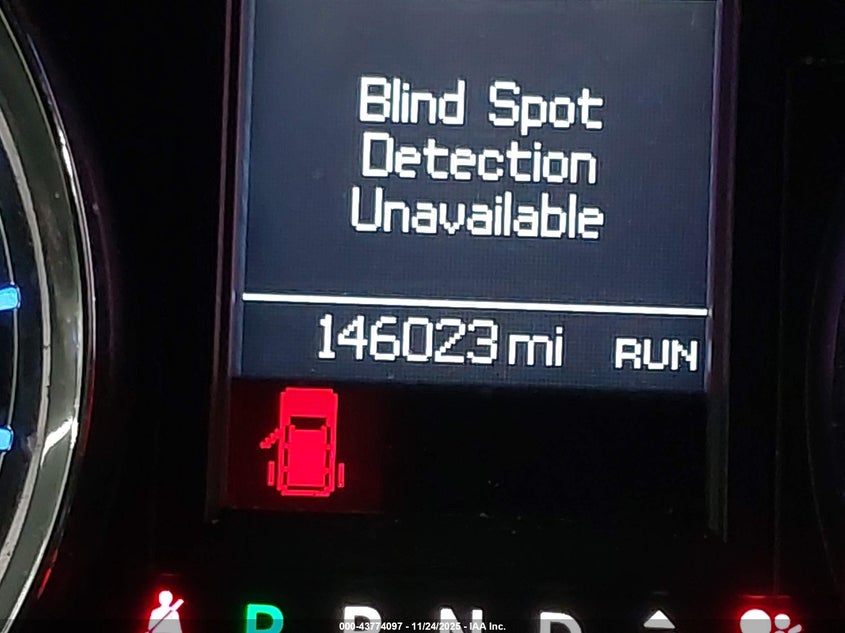 Blind Spot
Detection
Unavailable
146023 mi RUN
P R N D
000-43774097 - 11/24/2025 - IAA Inc.